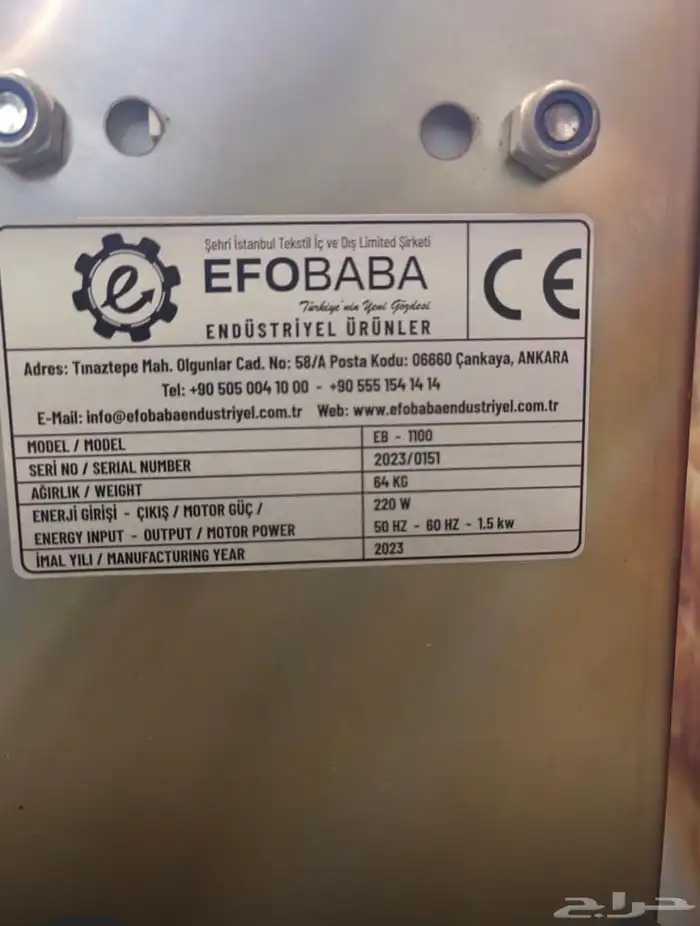 Şehri İstanbul Tekstil İç ve Dış Limited Şirketi
EFOBABA
Türkiye'nin Yeni Gözdesi
ENDÜSTRİYEL ÜRÜNLER
CE
Adres: Tınaztepe Mah. Olgunlar Cad. No: 58/A Posta Kodu: 06660 Çankaya, ANKARA
Tel: +90 505 004 10 00 - +90 555 154 14 14
E-Mail: info@efobabaendustriyel.com.tr Web: www.efobabaendustriyel.com.tr
MODEL / MODEL EB - 1100
SERİ NO / SERIAL NUMBER 2023/0151
AĞIRLIK / WEIGHT 64 KG
ENERJİ GİRİŞİ - ÇIKIŞ / MOTOR GÜÇ / 220 W
ENERGY INPUT - OUTPUT / MOTOR POWER 50 HZ - 60 HZ - 1.5 kw
İMAL YILI / MANUFACTURING YEAR 2023
حراج